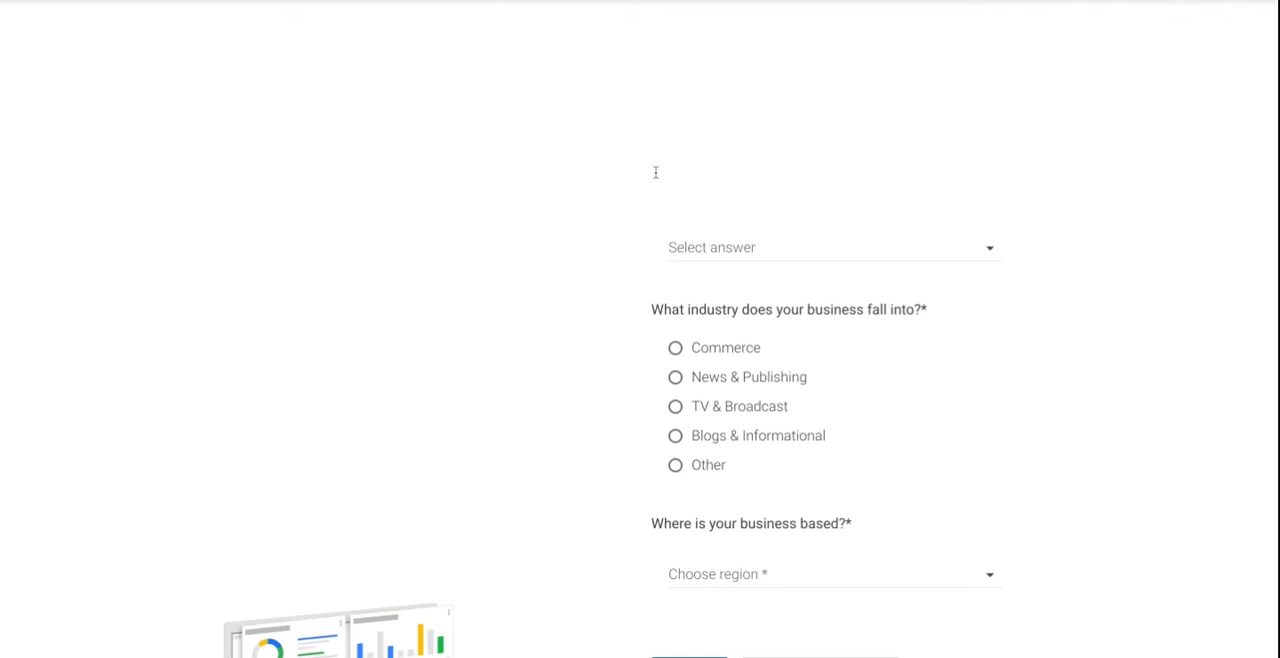 Select answer
What industry does your business fall into?*
Commerce
News & Publishing
TV & Broadcast
Blogs & Informational
Other
Where is your business based?*
Choose region *